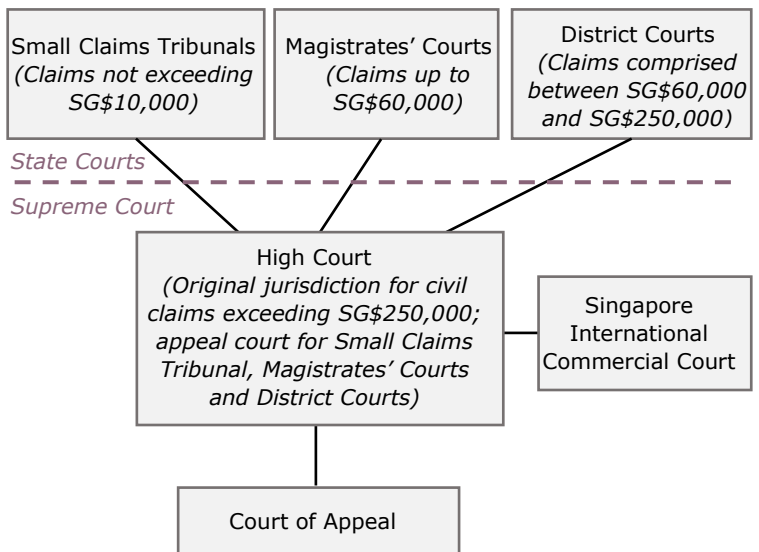 Small Claims Tribunals
(Claims not exceeding
SG$10,000)
Magistrates’ Courts
(Claims up to
SG$60,000)
District Courts
(Claims comprised
between SG$60,000
and SG$250,000)
State Courts
Supreme Court
High Court
(Original jurisdiction for civil
claims exceeding SG$250,000;
appeal court for Small Claims
Tribunal, Magistrates’ Courts
and District Courts)
Singapore
International
Commercial Court
Court of Appeal